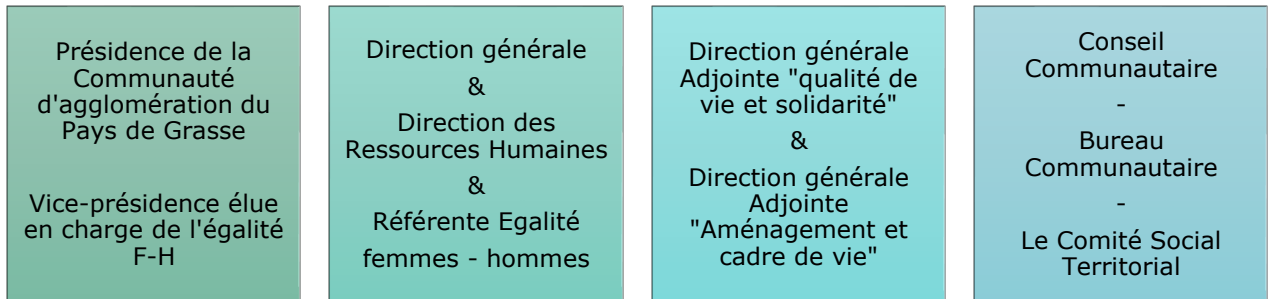 Présidence de la
Communauté
d'agglomération du
Pays de Grasse
Vice-présidence élue
en charge de l'égalité
F-H
Direction générale
&
Direction des
Ressources Humaines
&
Référente Egalité
femmes - hommes
Direction générale
Adjointe "qualité de
vie et solidarité"
&
Direction générale
Adjointe
"Aménagement et
cadre de vie"
Conseil
Communautaire
-
Bureau
Communautaire
-
Le Comité Social
Territorial